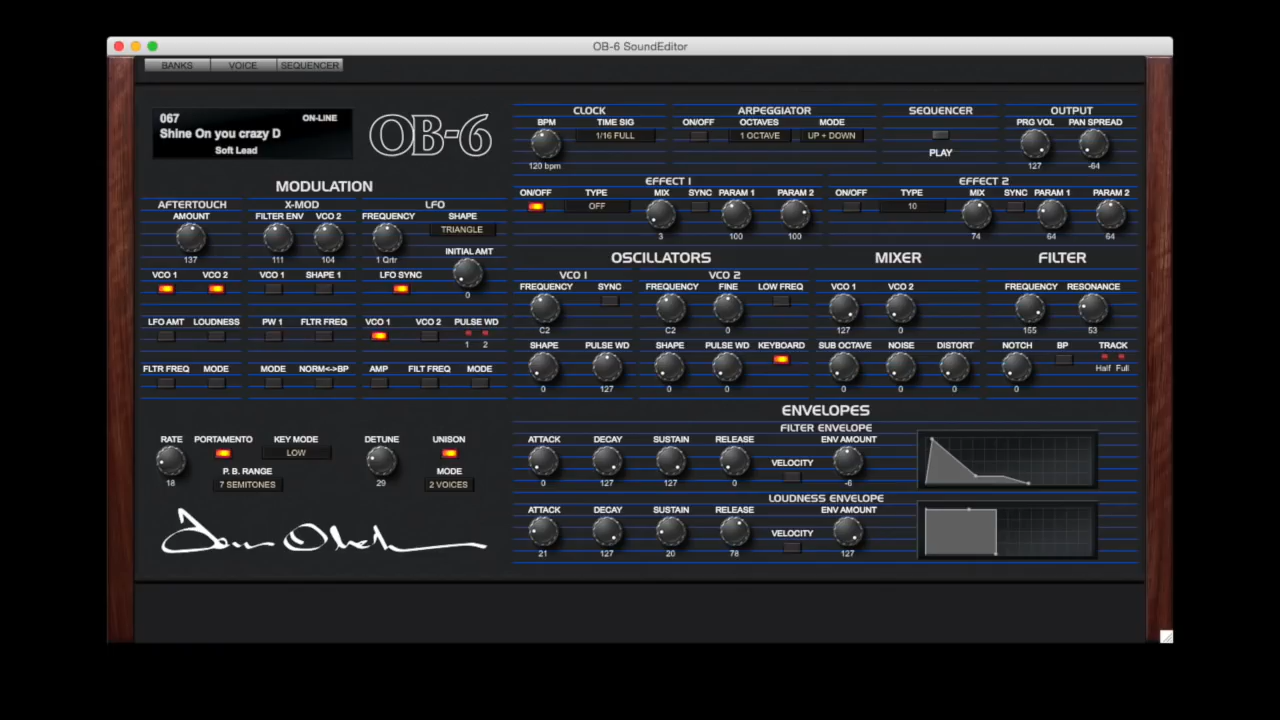 OB-6 SoundEditor
BANKS VOICE SEQUENCER
067 ON-LINE
Shine On you crazy D
Soft Lead
OB-6
CLOCK ARPEGGIATOR SEQUENCER OUTPUT
BPM TIME SIG ON/OFF OCTAVES MODE PRG VOL PAN SPREAD
1/16 FULL 1 OCTAVE UP + DOWN
PLAY
120 bpm 127 -64
EFFECT 1 EFFECT 2
ON/OFF TYPE MIX SYNC PARAM 1 PARAM 2 ON/OFF TYPE MIX SYNC PARAM 1 PARAM 2
OFF 10
3 100 100 74 64 64
MODULATION
AFTERTOUCH X-MOD LFO
AMOUNT FILTER ENV VCO 2 FREQUENCY SHAPE
TRIANGLE
INITIAL AMT
137 111 104 1 Qrtr
VCO 1 VCO 2 VCO 1 SHAPE 1 LFO SYNC
0
LFO AMT LOUDNESS PW 1 FLTR FREQ VCO 1 VCO 2 PULSE WD
1 2
FLTR FREQ MODE MODE NORM<->BP AMP FILT FREQ MODE
OSCILLATORS MIXER FILTER
VCO 1 VCO 2
FREQUENCY SYNC FREQUENCY FINE LOW FREQ VCO 1 VCO 2 FREQUENCY RESONANCE
C2 C2 0 127 0 155 53
SHAPE PULSE WD SHAPE PULSE WD KEYBOARD SUB OCTAVE NOISE DISTORT NOTCH BP TRACK
Half Full
0 127 0 0 0 0 0 0
RATE PORTAMENTO KEY MODE DETUNE UNISON
LOW
P. B. RANGE MODE
18 7 SEMITONES 29 2 VOICES
ENVELOPES
FILTER ENVELOPE
ATTACK DECAY SUSTAIN RELEASE VELOCITY ENV AMOUNT
0 127 127 0 -6
LOUDNESS ENVELOPE
ATTACK DECAY SUSTAIN RELEASE VELOCITY ENV AMOUNT
21 127 20 78 127